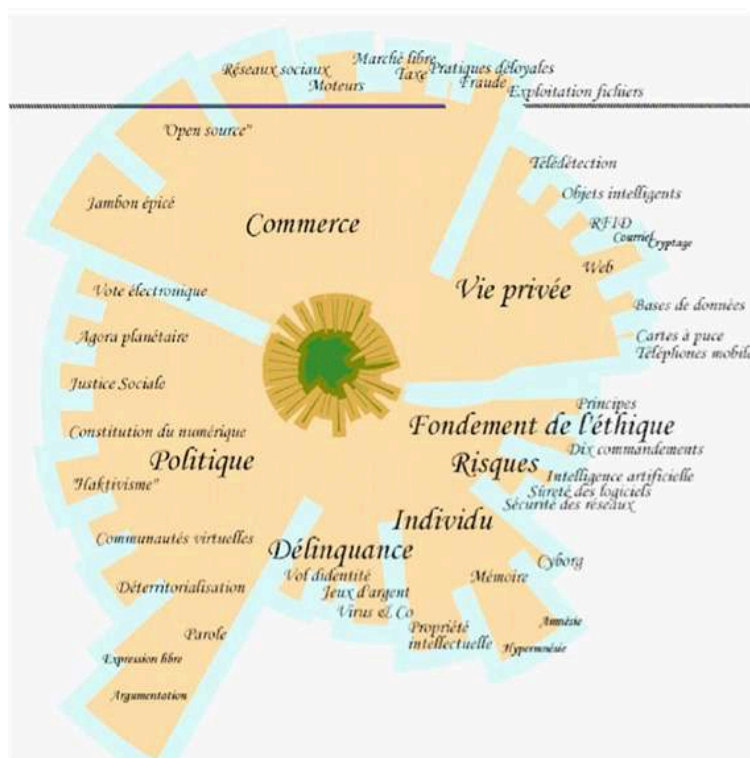 Marché libre
Réseaux sociaux
Taxe
Pratiques déloyales
Moteurs
Fraude
Exploitation fichiers
"Open source"
Télédétection
Objets intelligents
Jambon épicé
Commerce
RFID
Courriel
Cryptage
Web
Vie privée
Vote électronique
Bases de données
Agora planétaire
Cartes à puce
Téléphones mobile
Justice Sociale
Principes
Fondement de l'éthique
Constitution du numérique
Dix commandements
Politique
Risques
Intelligence artificielle
"Haktivisme"
Sûreté des logiciels
Sécurité des réseaux
Individu
Communautés virtuelles
Délinquance
Cyborg
Vol didentité
Mémoire
Déterritorialisation
Jeux d'argent
Virus & Co
Amnésie
Parole
Propriété
intellectuelle
Hypermnésie
Expression libre
Argumentation